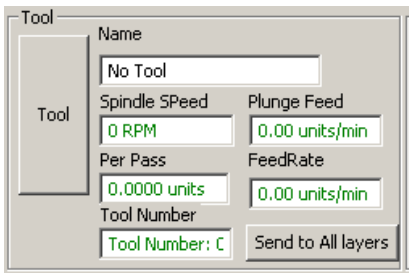 Tool
Name
No Tool
Tool
Spindle SPeed
Plunge Feed
0 RPM
0.00 units/min
Per Pass
FeedRate
0.0000 units
0.00 units/min
Tool Number
Tool Number:
Send to All layers